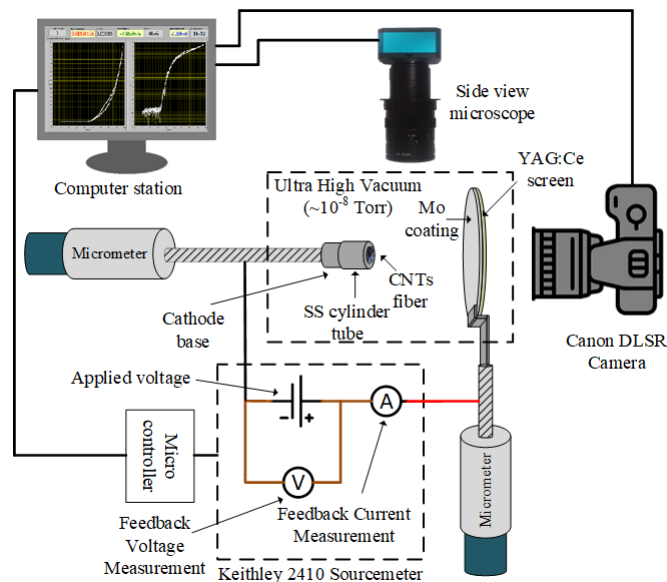 Side view
microscope
YAG:Ce
screen
Computer station
Ultra High Vacuum
(~10⁻⁸ Torr)
Mo
coating
Micrometer
CNTs
fiber
SS cylinder
tube
Cathode
base
Canon DLSR
Camera
Applied voltage
A
V
Micro
controller
Feedback Current
Measurement
Feedback
Voltage
Measurement
Micrometer
Keithley 2410 Sourcemeter